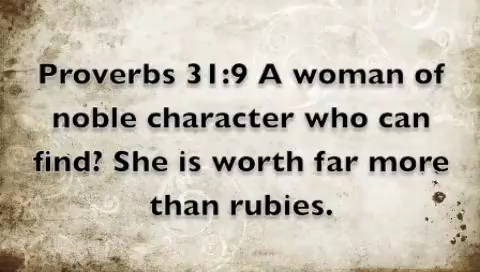 Proverbs 31:9 A woman of
noble character who can
find? She is worth far more
than rubies.